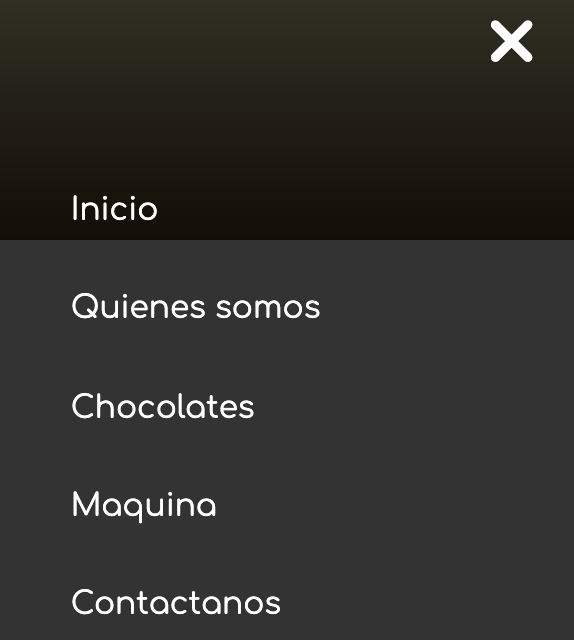 Inicio
Quienes somos
Chocolates
Maquina
Contactanos